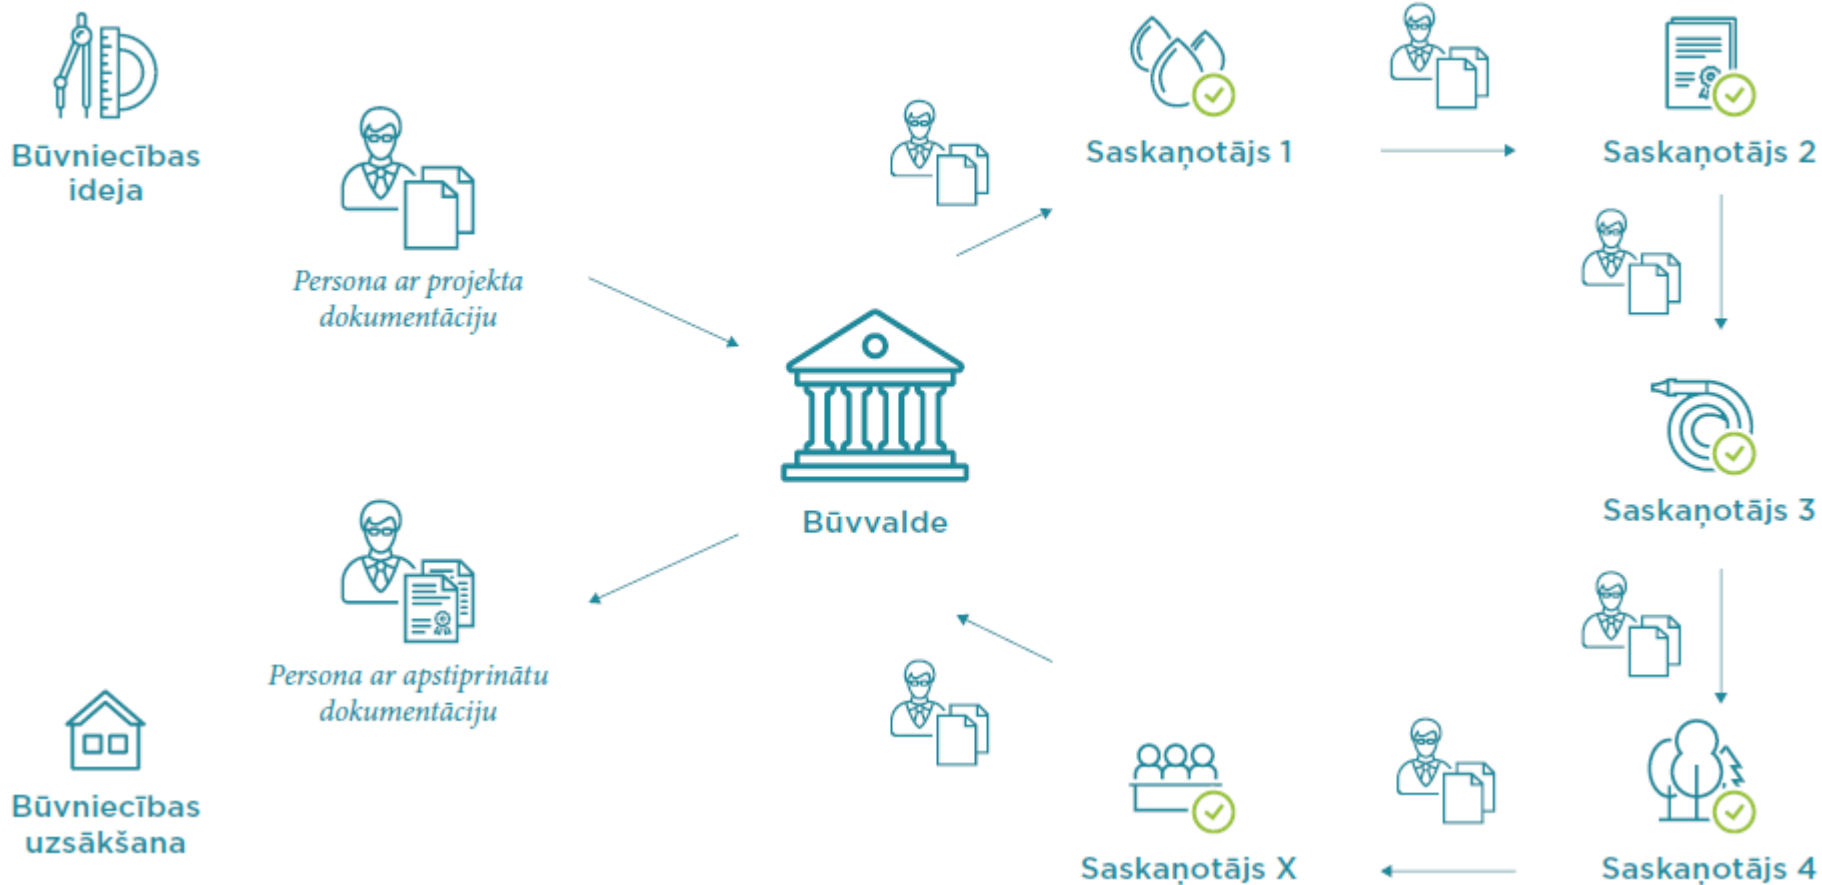 Būvniecības
ideja
Persona ar projekta
dokumentāciju
Saskaņotājs 1
Saskaņotājs 2
Saskaņotājs 3
Būvvalde
Persona ar apstiprinātu
dokumentāciju
Būvniecības
uzsākšana
Saskaņotājs X
Saskaņotājs 4